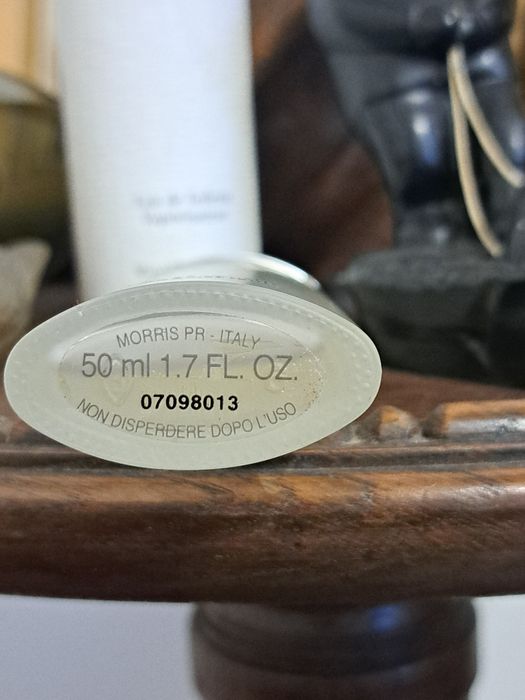 MORRIS PR - ITALY
50 ml 1.7 FL. OZ.
07098013
NON DISPERDERE DOPO L'USO